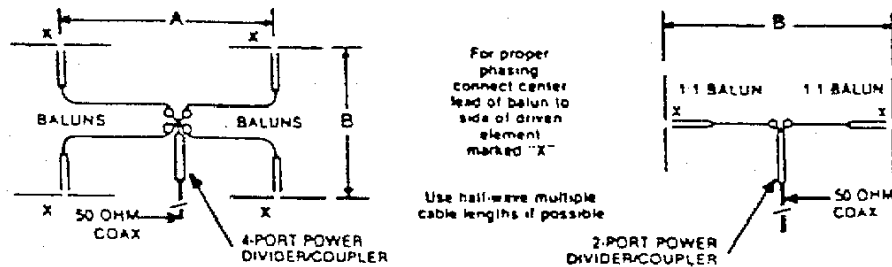 A
X
X
BALUNS
BALUNS
B
X
X
50 OHM
COAX
4-PORT POWER
DIVIDER/COUPLER
For proper
phasing
connect center
lead of balun to
side of driven
element
marked "X"
Use half-wave multiple
cable lengths if possible
B
1:1 BALUN
1:1 BALUN
X
X
50 OHM
COAX
2-PORT POWER
DIVIDER/COUPLER